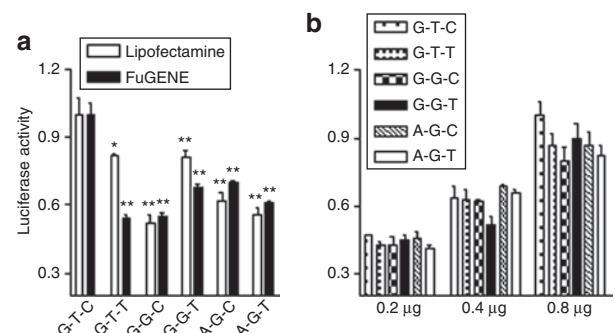 a
Lipofectamine
FuGENE
Luciferase activity
1.2
0.9
0.6
0.3
*
**
**
**
**
**
**
**
**
**
G-T-C
G-T-T
G-G-C
G-G-T
A-G-C
A-G-T
b
G-T-C
G-T-T
G-G-C
G-G-T
A-G-C
A-G-T
1.2
0.9
0.6
0.3
0.2 µg
0.4 µg
0.8 µg